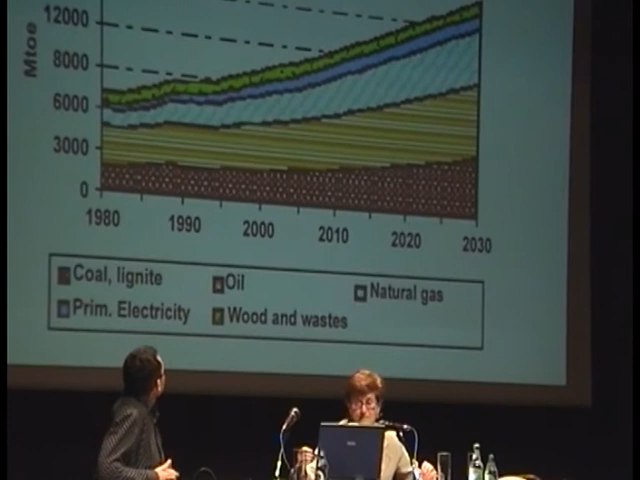 12000
Mtoe
8000
6000
3000
0
1980 1990 2000 2010 2020 2030
Coal, lignite Oil Natural gas
Prim. Electricity Wood and wastes